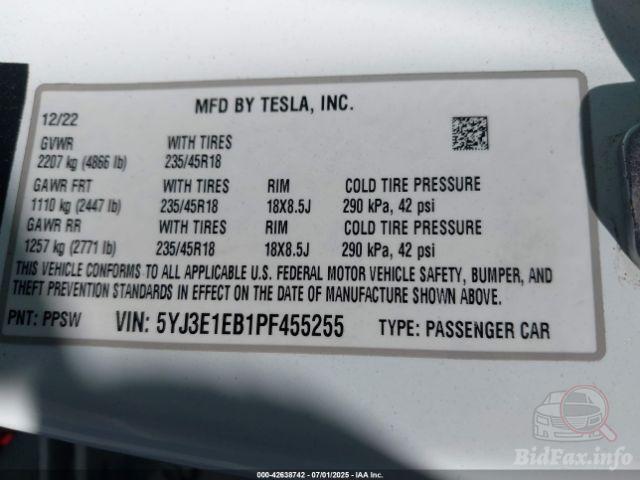 MFD BY TESLA, INC.
12/22
GVWR WITH TIRES
2207 kg (4866 lb) 235/45R18
GAWR FRT WITH TIRES RIM COLD TIRE PRESSURE
1110 kg (2447 lb) 235/45R18 18X8.5J 290 kPa, 42 psi
GAWR RR WITH TIRES RIM COLD TIRE PRESSURE
1257 kg (2771 lb) 235/45R18 18X8.5J 290 kPa, 42 psi
THIS VEHICLE CONFORMS TO ALL APPLICABLE U.S. FEDERAL MOTOR VEHICLE SAFETY, BUMPER, AND
THEFT PREVENTION STANDARDS IN EFFECT ON THE DATE OF MANUFACTURE SHOWN ABOVE.
PNT: PPSW VIN: 5YJ3E1EB1PF455255 TYPE: PASSENGER CAR
BidFax.info
000-42638742 - 07/01/2025 - IAA Inc.